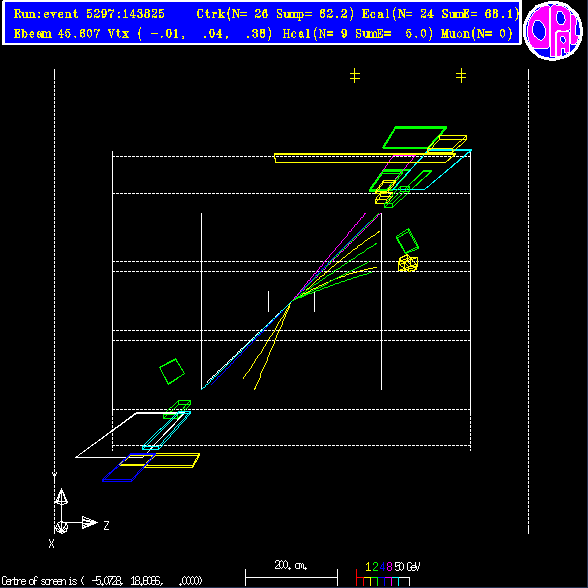 Run:event 5297:143825 Ctrk(N= 26 Sump= 62.2) Ecal(N= 24 SumE= 68.1)
Ebeam 45.607 Vtx ( -.01, .04, .38) Hcal(N= 9 SumE= 5.0) Muon(N= 0)
OPAL
Y
Z
X
200. cm.
1 2 4 8 50 GeV
Centre of screen is ( -5.0728, 18.6086, .0000)